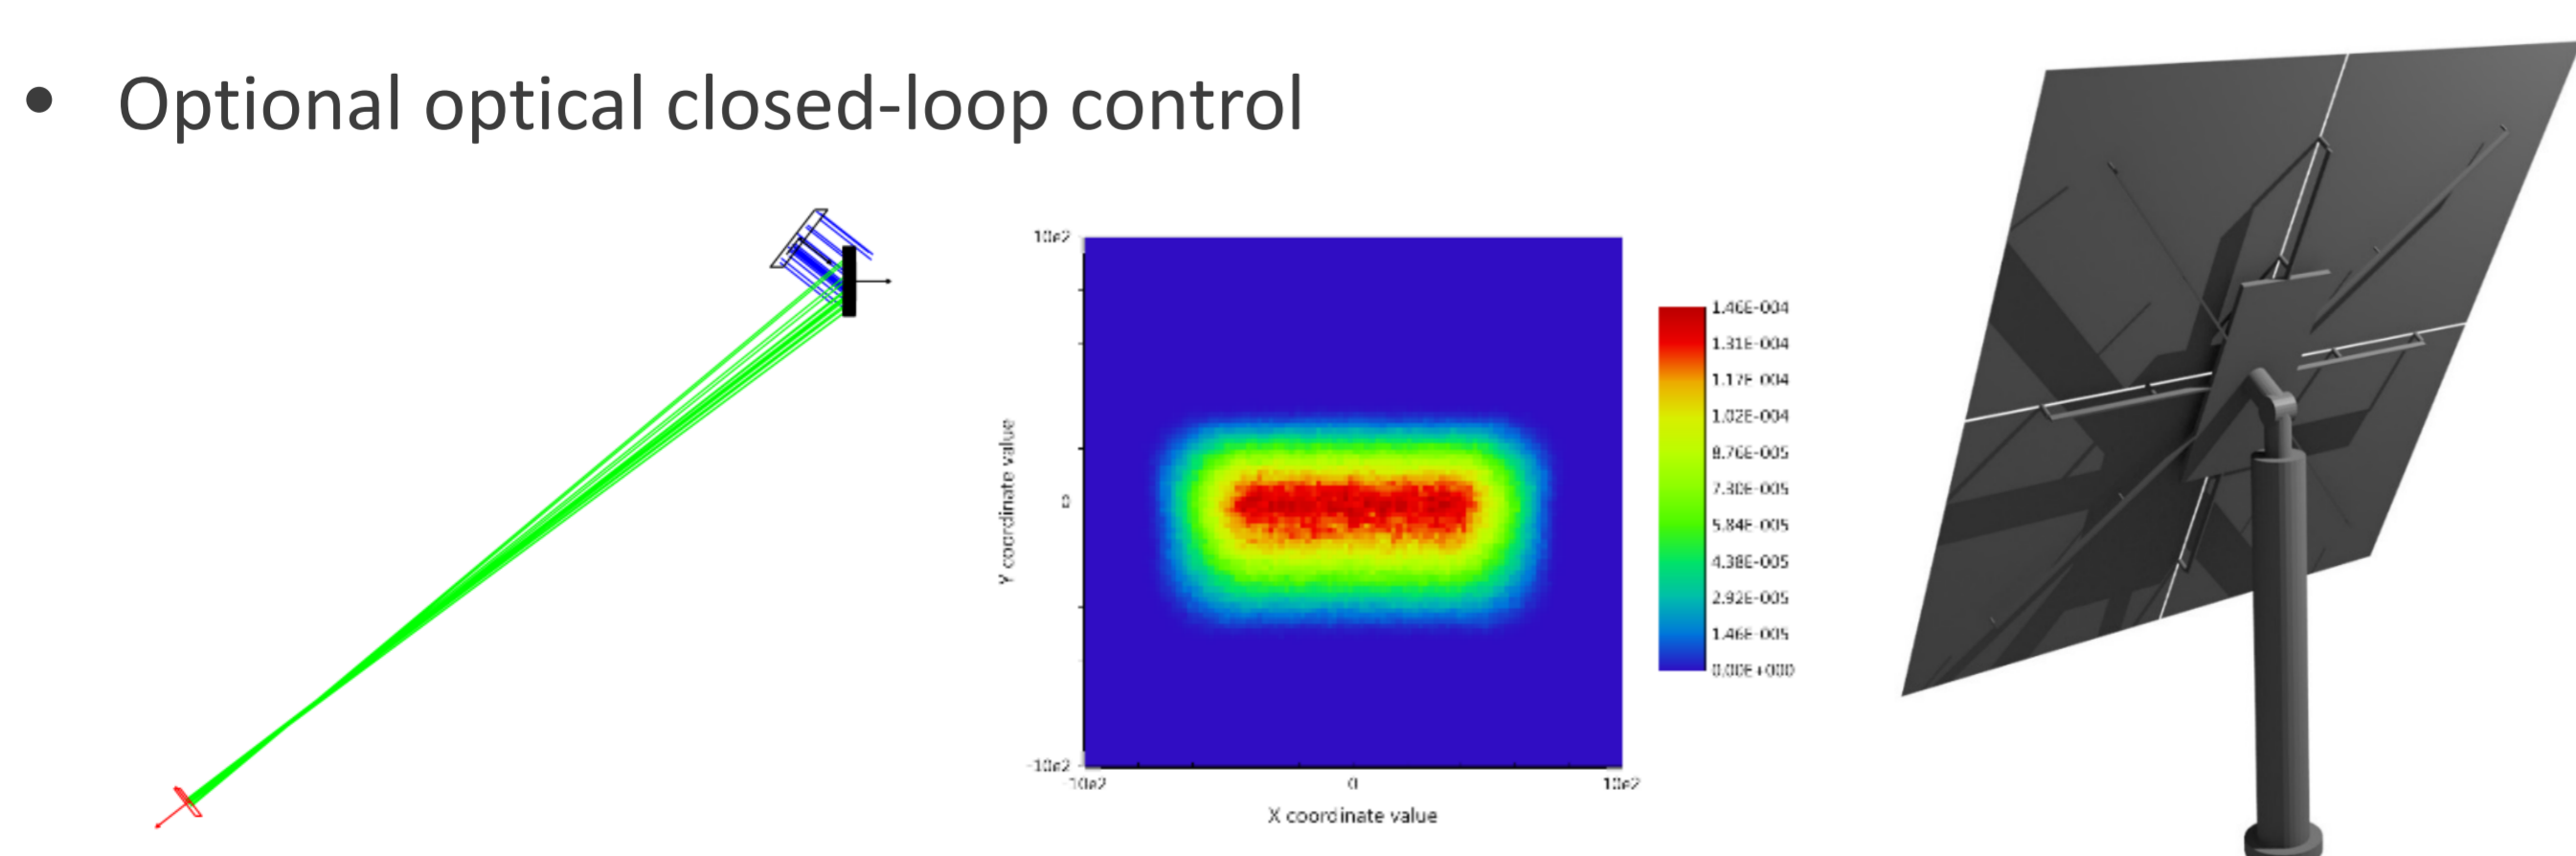 • Optional optical closed-loop control
10e2
0
-10e2
Y coordinate value
-10e2
0
10e2
X coordinate value
1.46E-004
1.31E-004
1.17E-004
1.02E-004
8.76E-005
7.30E-005
5.84E-005
4.38E-005
2.92E-005
1.46E-005
0.00E+000